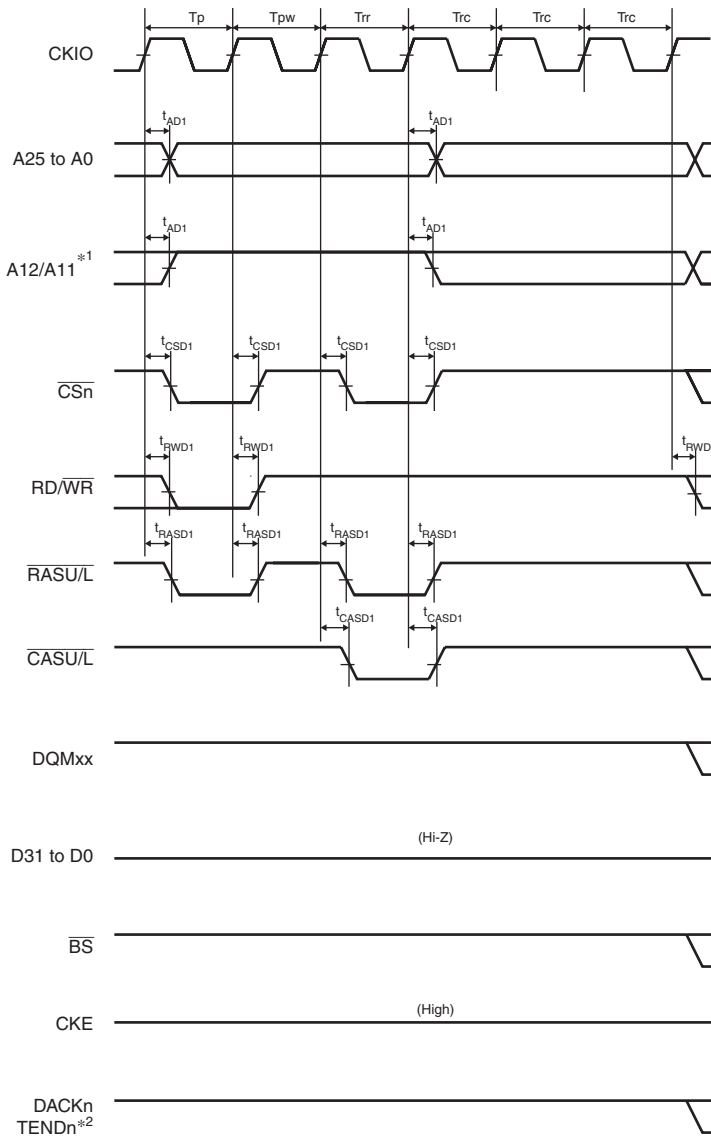 Tp Tpw Trr Trc Trc Trc
CKIO
tAD1 tAD1
A25 to A0
tAD1 tAD1
A12/A11*1
tCSD1 tCSD1 tCSD1 tCSD1
CSn
tRWD1 tRWD1 tRWD
RD/WR
tRASD1 tRASD1 tRASD1 tRASD1
RASU/L
tCASD1 tCASD1
CASU/L
DQMxx
(Hi-Z)
D31 to D0
BS
(High)
CKE
DACKn
TENDn*2